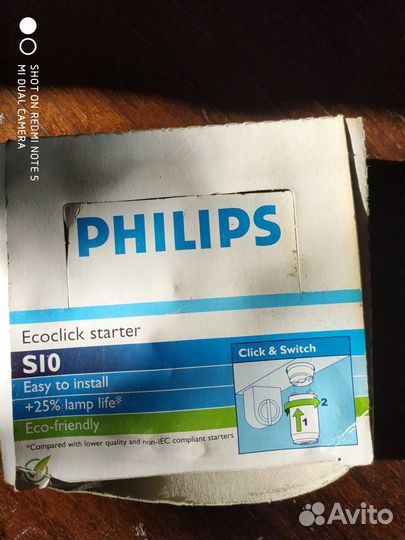 SHOT ON REDMI NOTE 5
MI DUAL CAMERA
PHILIPS
Ecoclick starter
S10
Easy to install
+25% lamp life*
Eco-friendly
*Compared with lower quality and non-IEC compliant starters
Click & Switch
1
2
Avito